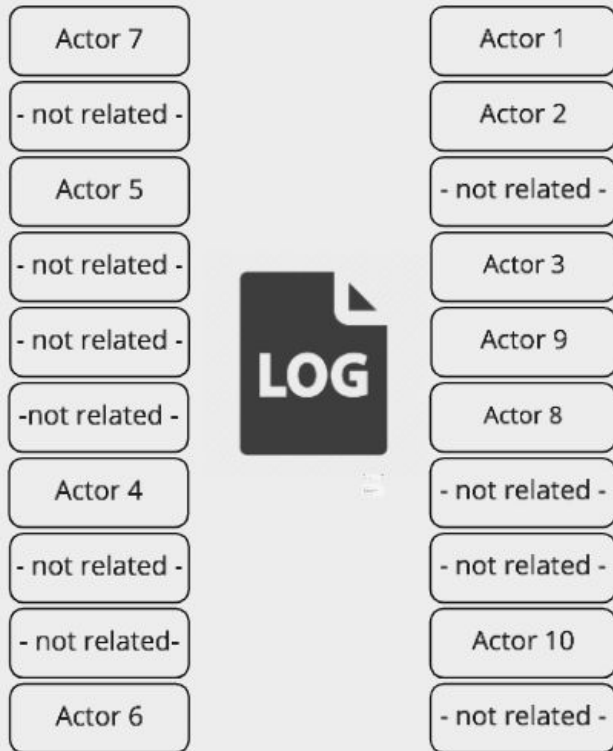 Actor 7
- not related -
Actor 5
- not related -
- not related -
-not related -
Actor 4
- not related -
- not related-
Actor 6
LOG
Actor 1
Actor 2
- not related -
Actor 3
Actor 9
Actor 8
- not related -
- not related -
Actor 10
- not related -